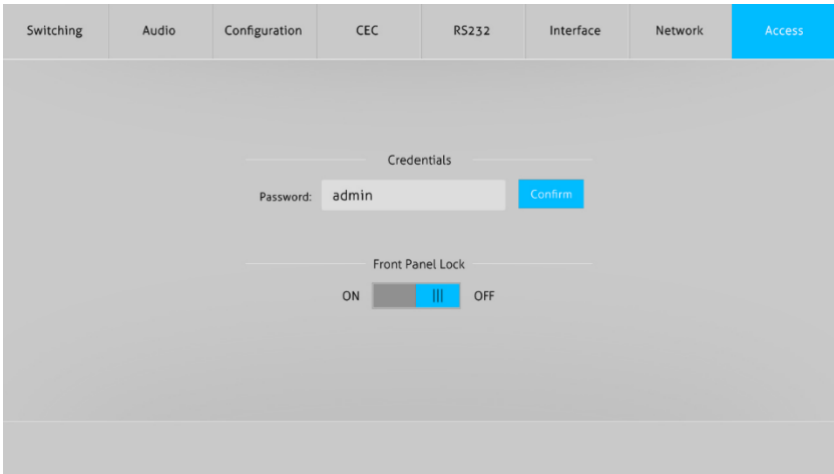 Switching Audio Configuration CEC RS232 Interface Network Access
Credentials
Password: admin Confirm
Front Panel Lock
ON OFF